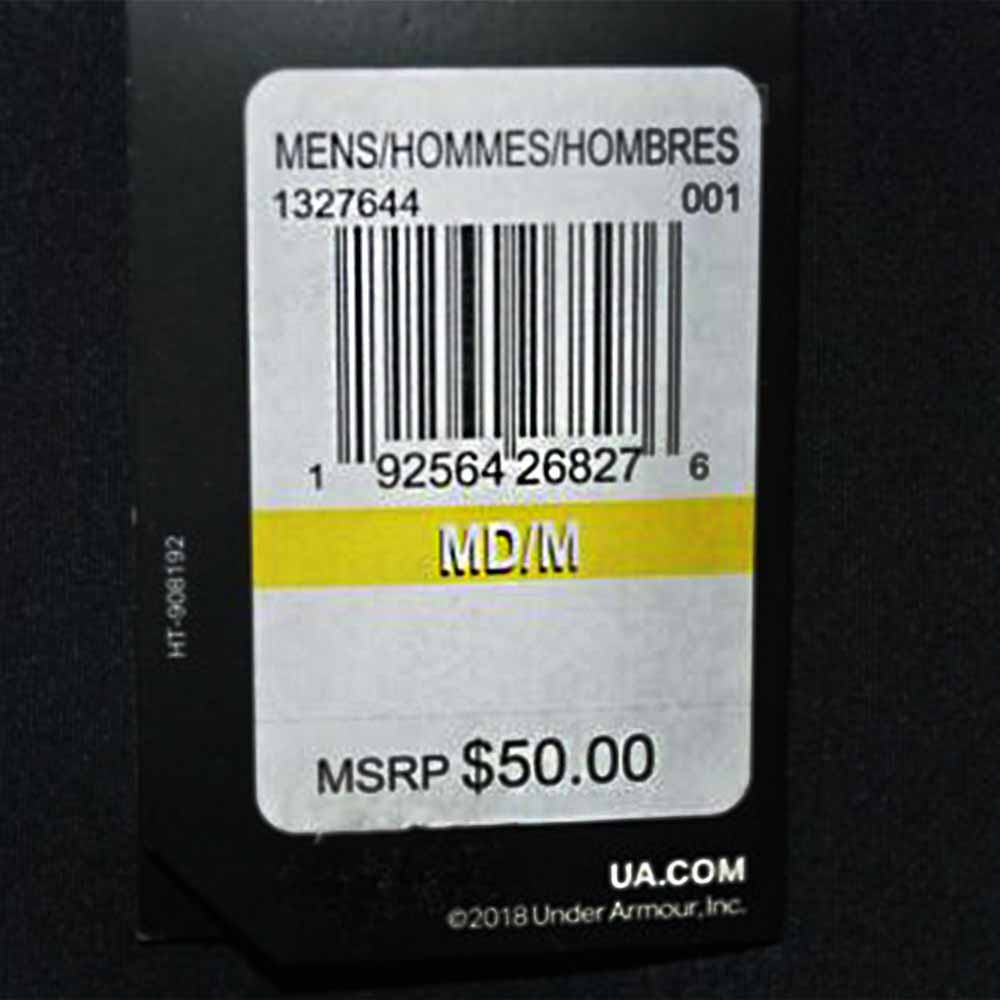 MENS/HOMMES/HOMBRES
1327644 001
1 92564 26827 6
MD/M
HT-908192
MSRP $50.00
UA.COM
©2018 Under Armour, Inc.